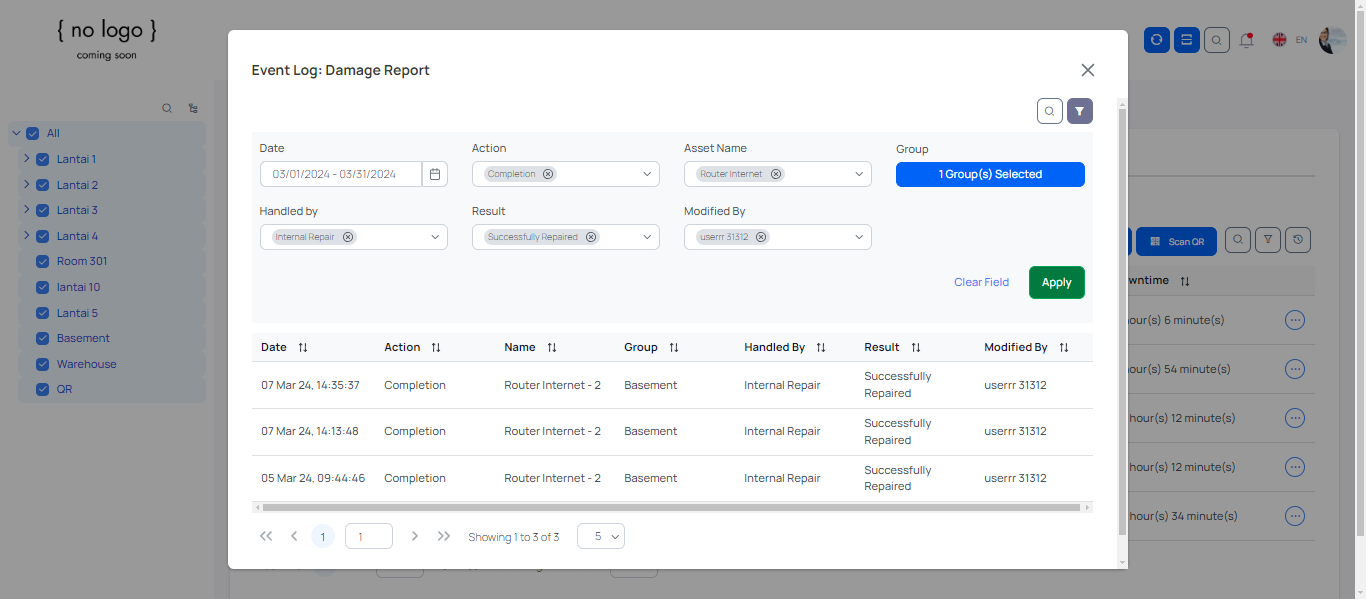 { no logo }
coming soon
EN
All
Lantai 1
Lantai 2
Lantai 3
Lantai 4
Room 301
lantai 10
Lantai 5
Basement
Warehouse
QR
Event Log: Damage Report
Date Action Asset Name Group
03/01/2024 - 03/31/2024 Completion Router Internet 1 Group(s) Selected
Handled by Result Modified By
Internal Repair Successfully Repaired userrr 31312
Clear Field Apply
Date Action Name Group Handled By Result Modified By
07 Mar 24, 14:35:37 Completion Router Internet - 2 Basement Internal Repair Successfully Repaired userrr 31312
07 Mar 24, 14:13:48 Completion Router Internet - 2 Basement Internal Repair Successfully Repaired userrr 31312
05 Mar 24, 09:44:46 Completion Router Internet - 2 Basement Internal Repair Successfully Repaired userrr 31312
1 1 Showing 1 to 3 of 3 5
Scan QR
wntime
our(s) 6 minute(s)
our(s) 54 minute(s)
hour(s) 12 minute(s)
hour(s) 12 minute(s)
hour(s) 34 minute(s)